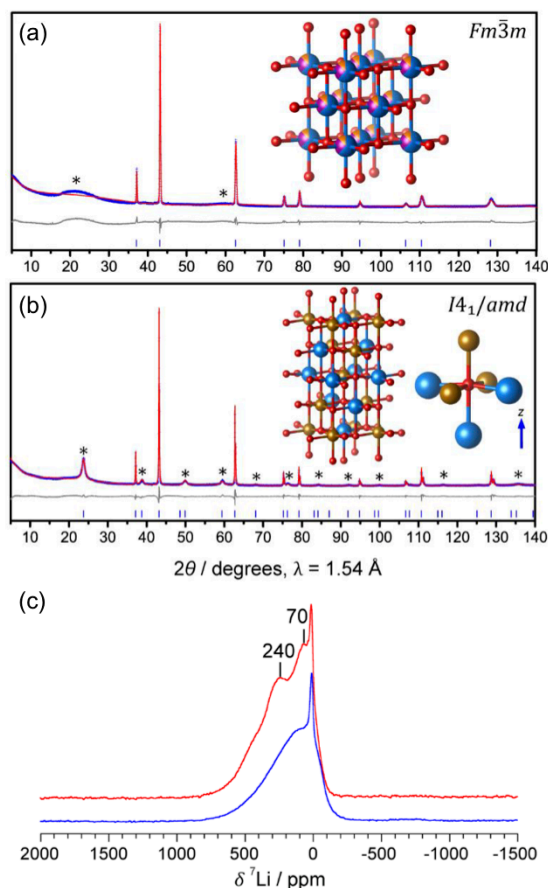 (a)
Fm3̄m
*
*
10 20 30 40 50 60 70 80 90 100 110 120 130 140
(b)
I4₁/amd
z
* * * * * * * * * * *
10 20 30 40 50 60 70 80 90 100 110 120 130 140
2θ / degrees, λ = 1.54 Å
(c)
70
240
2000 1500 1000 500 0 -500 -1000 -1500
δ ⁷Li / ppm